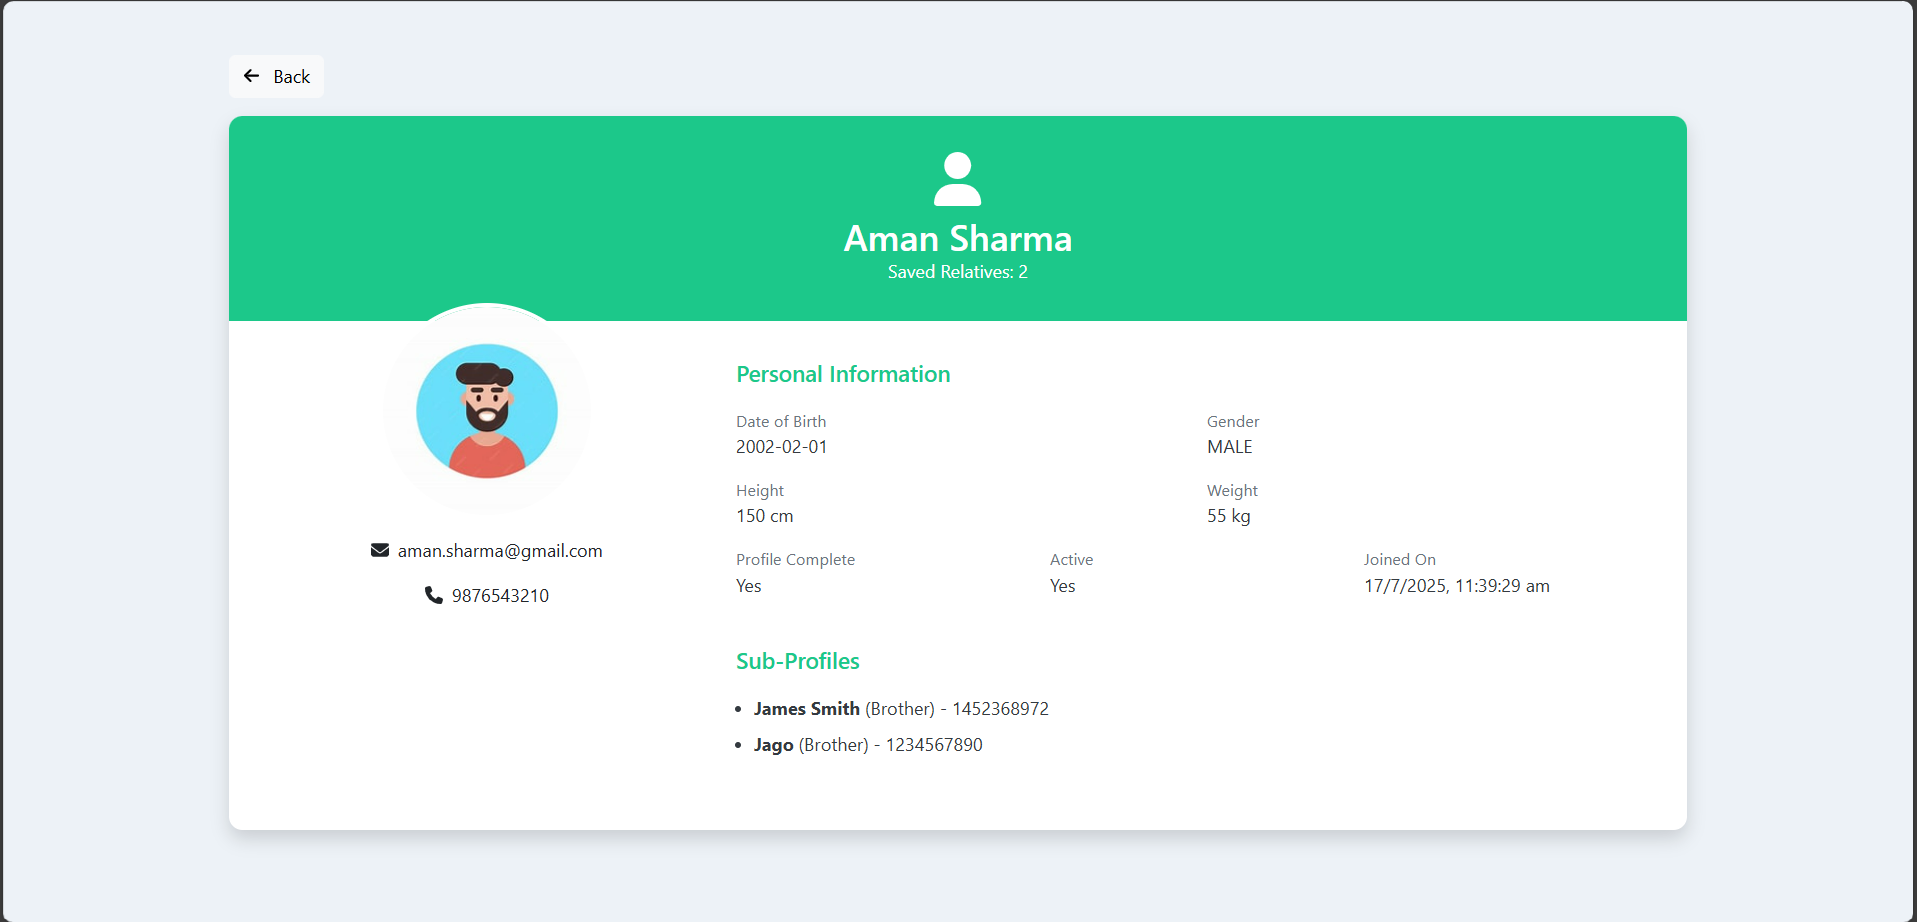 Back
Aman Sharma
Saved Relatives: 2
aman.sharma@gmail.com
9876543210
Personal Information
Date of Birth
2002-02-01
Gender
MALE
Height
150 cm
Weight
55 kg
Profile Complete
Yes
Active
Yes
Joined On
17/7/2025, 11:39:29 am
Sub-Profiles
• James Smith (Brother) - 1452368972
• Jago (Brother) - 1234567890